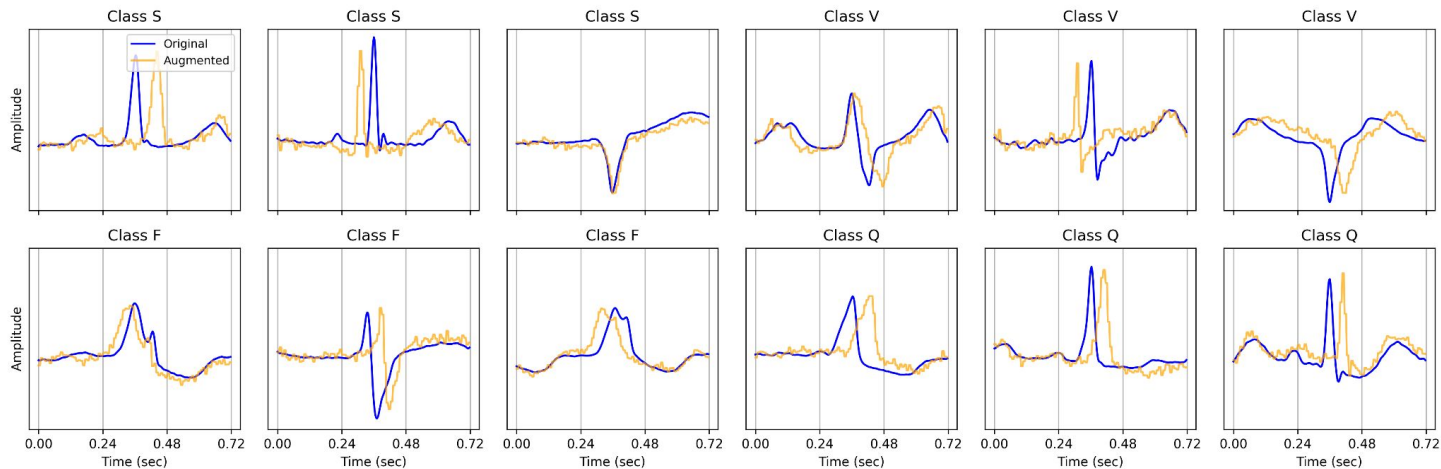 Class S
Class S
Class S
Class V
Class V
Class V
Original
Augmented
Amplitude
Class F
Class F
Class F
Class Q
Class Q
Class Q
Amplitude
0.00 0.24 0.48 0.72
0.00 0.24 0.48 0.72
0.00 0.24 0.48 0.72
0.00 0.24 0.48 0.72
0.00 0.24 0.48 0.72
0.00 0.24 0.48 0.72
Time (sec)
Time (sec)
Time (sec)
Time (sec)
Time (sec)
Time (sec)